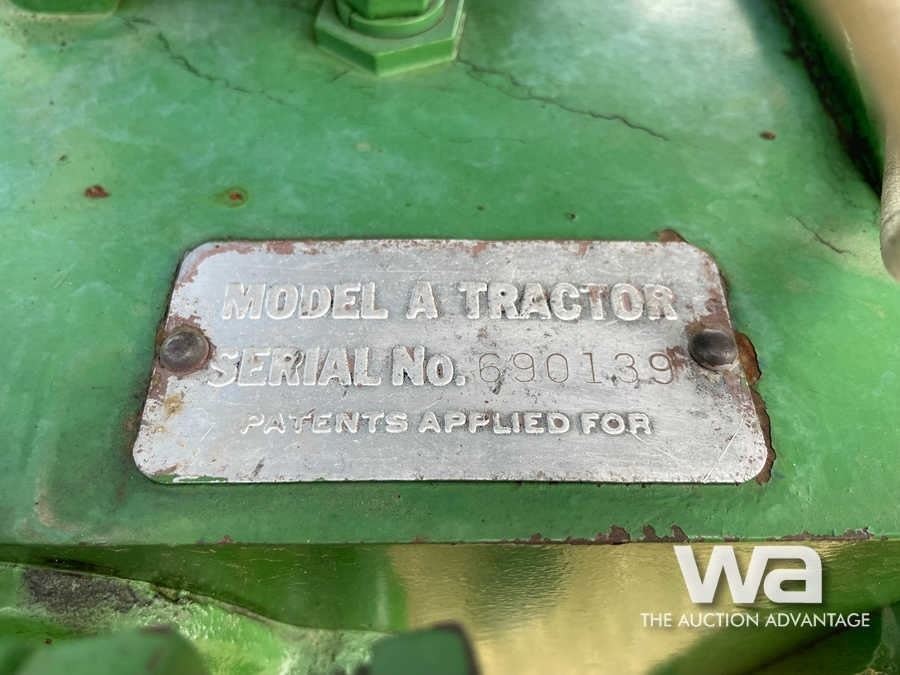 MODEL A TRACTOR
SERIAL No. 690139
PATENTS APPLIED FOR
wa
THE AUCTION ADVANTAGE